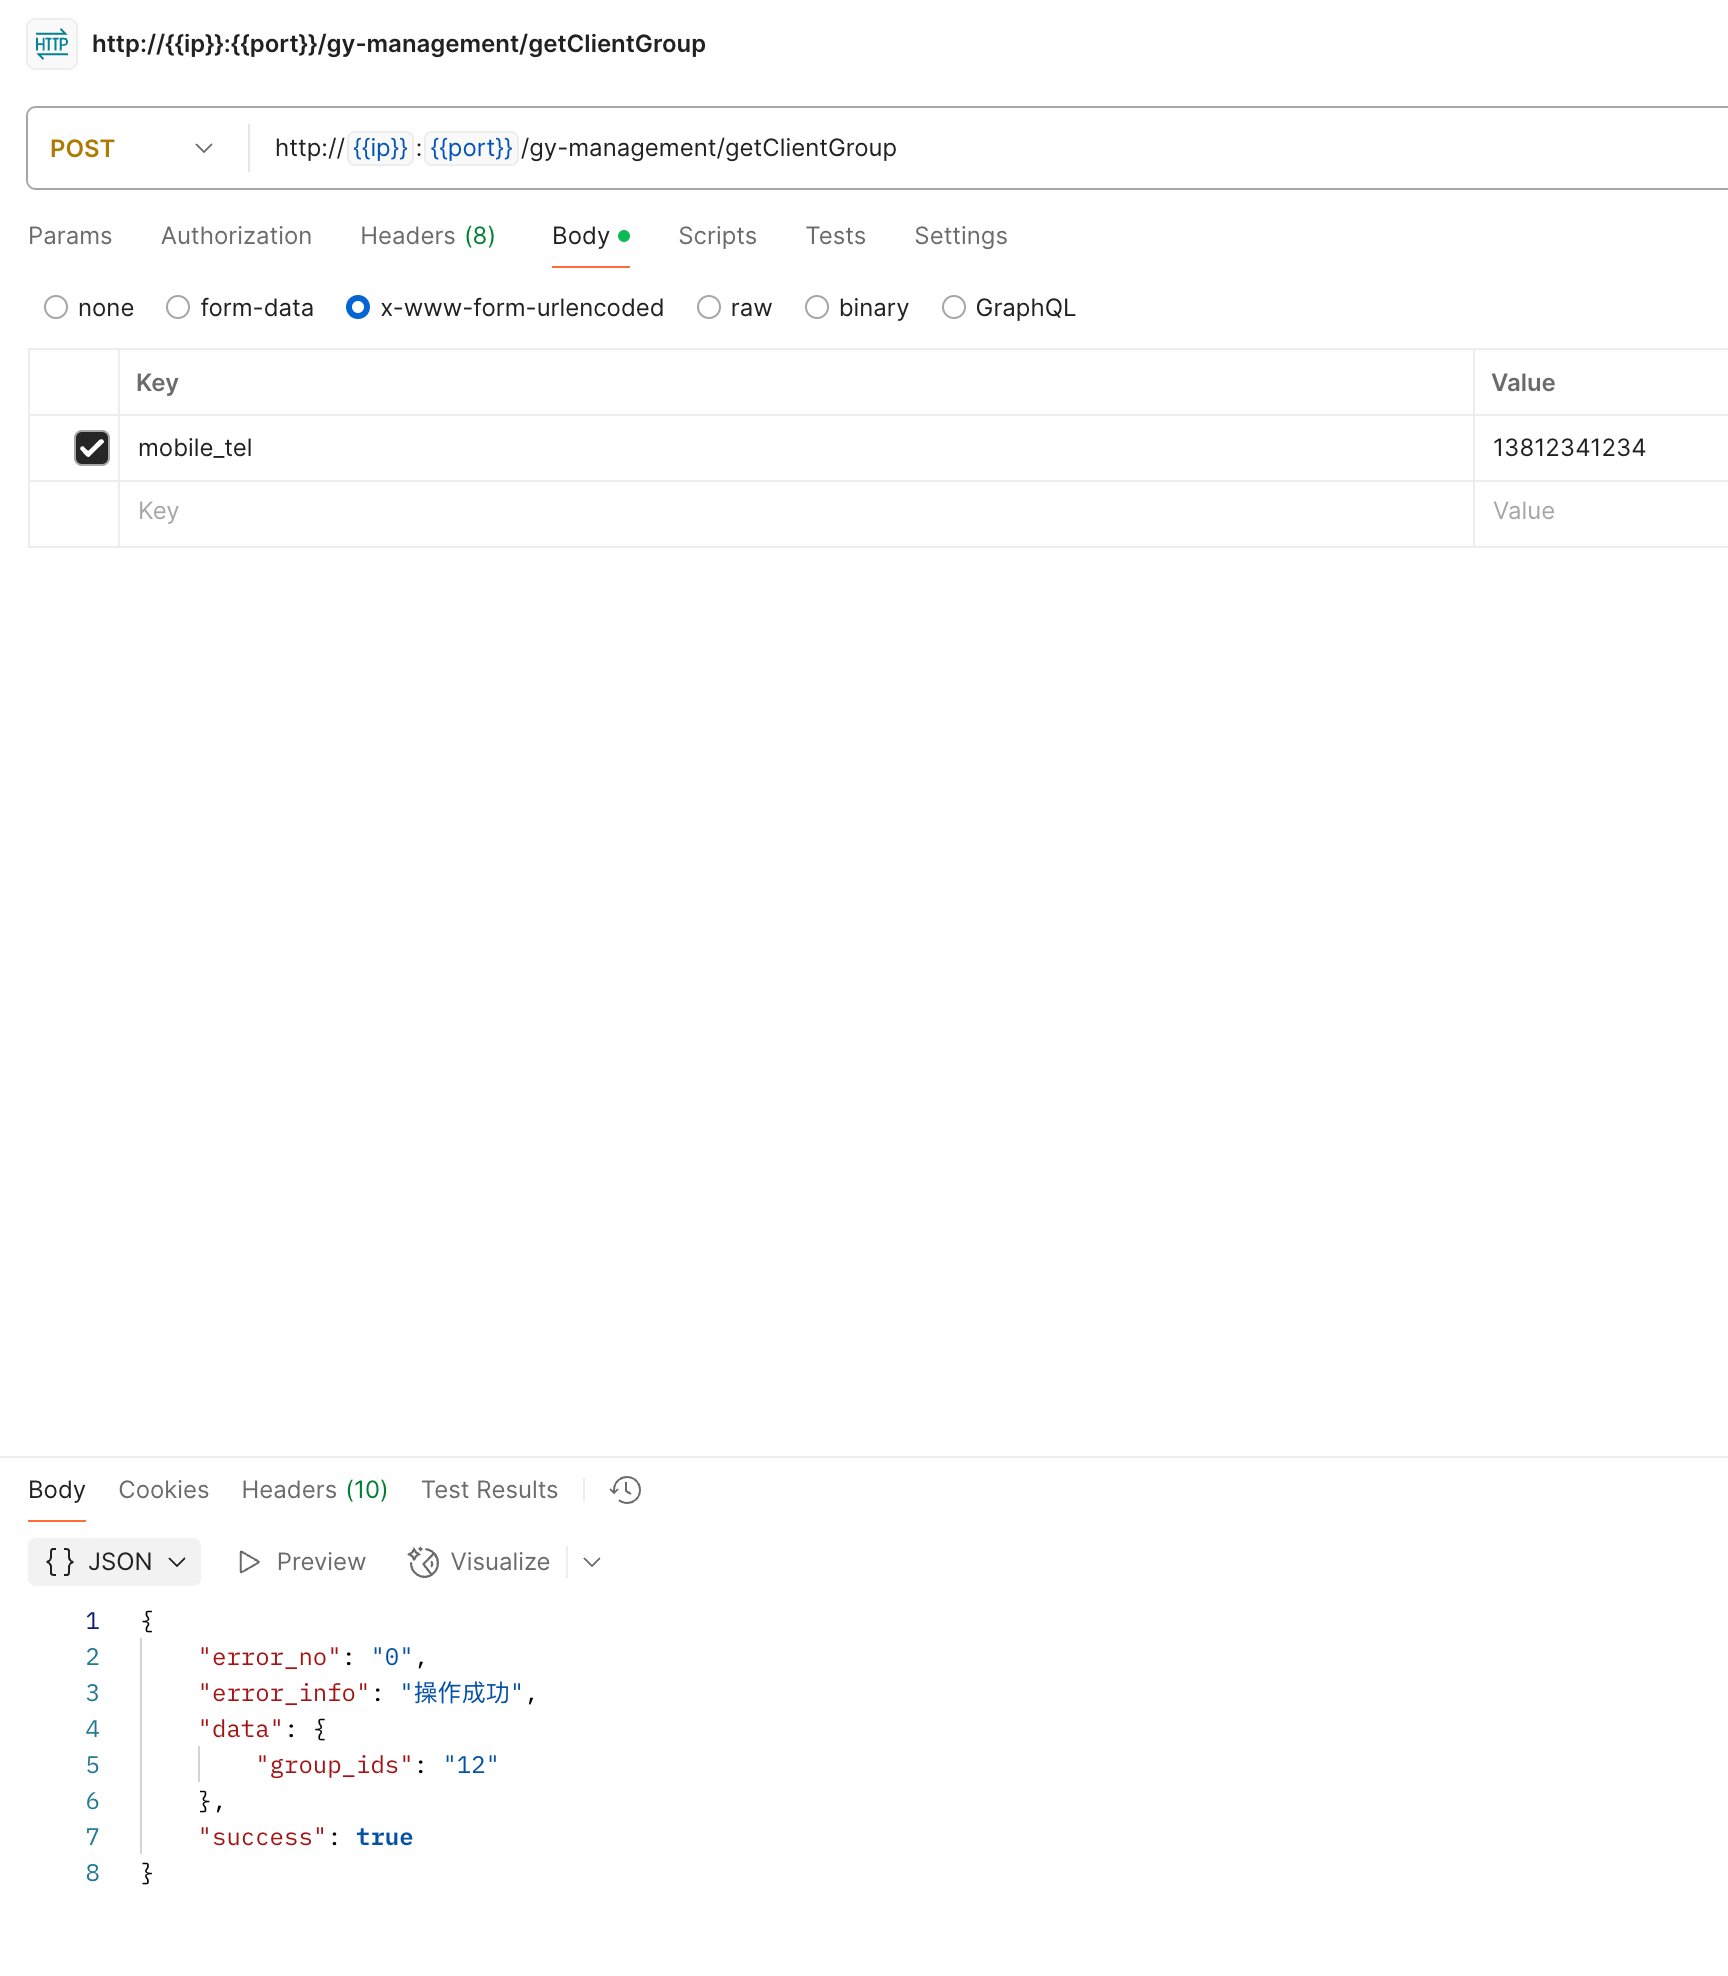 HTTP http://{{ip}}:{{port}}/gy-management/getClientGroup
POST http://{{ip}}:{{port}}/gy-management/getClientGroup
Params Authorization Headers (8) Body Scripts Tests Settings
none form-data x-www-form-urlencoded raw binary GraphQL
Key Value
mobile_tel 13812341234
Key Value
Body Cookies Headers (10) Test Results
{} JSON Preview Visualize
1 {
2 "error_no": "0",
3 "error_info": "操作成功",
4 "data": {
5 "group_ids": "12"
6 },
7 "success": true
8 }